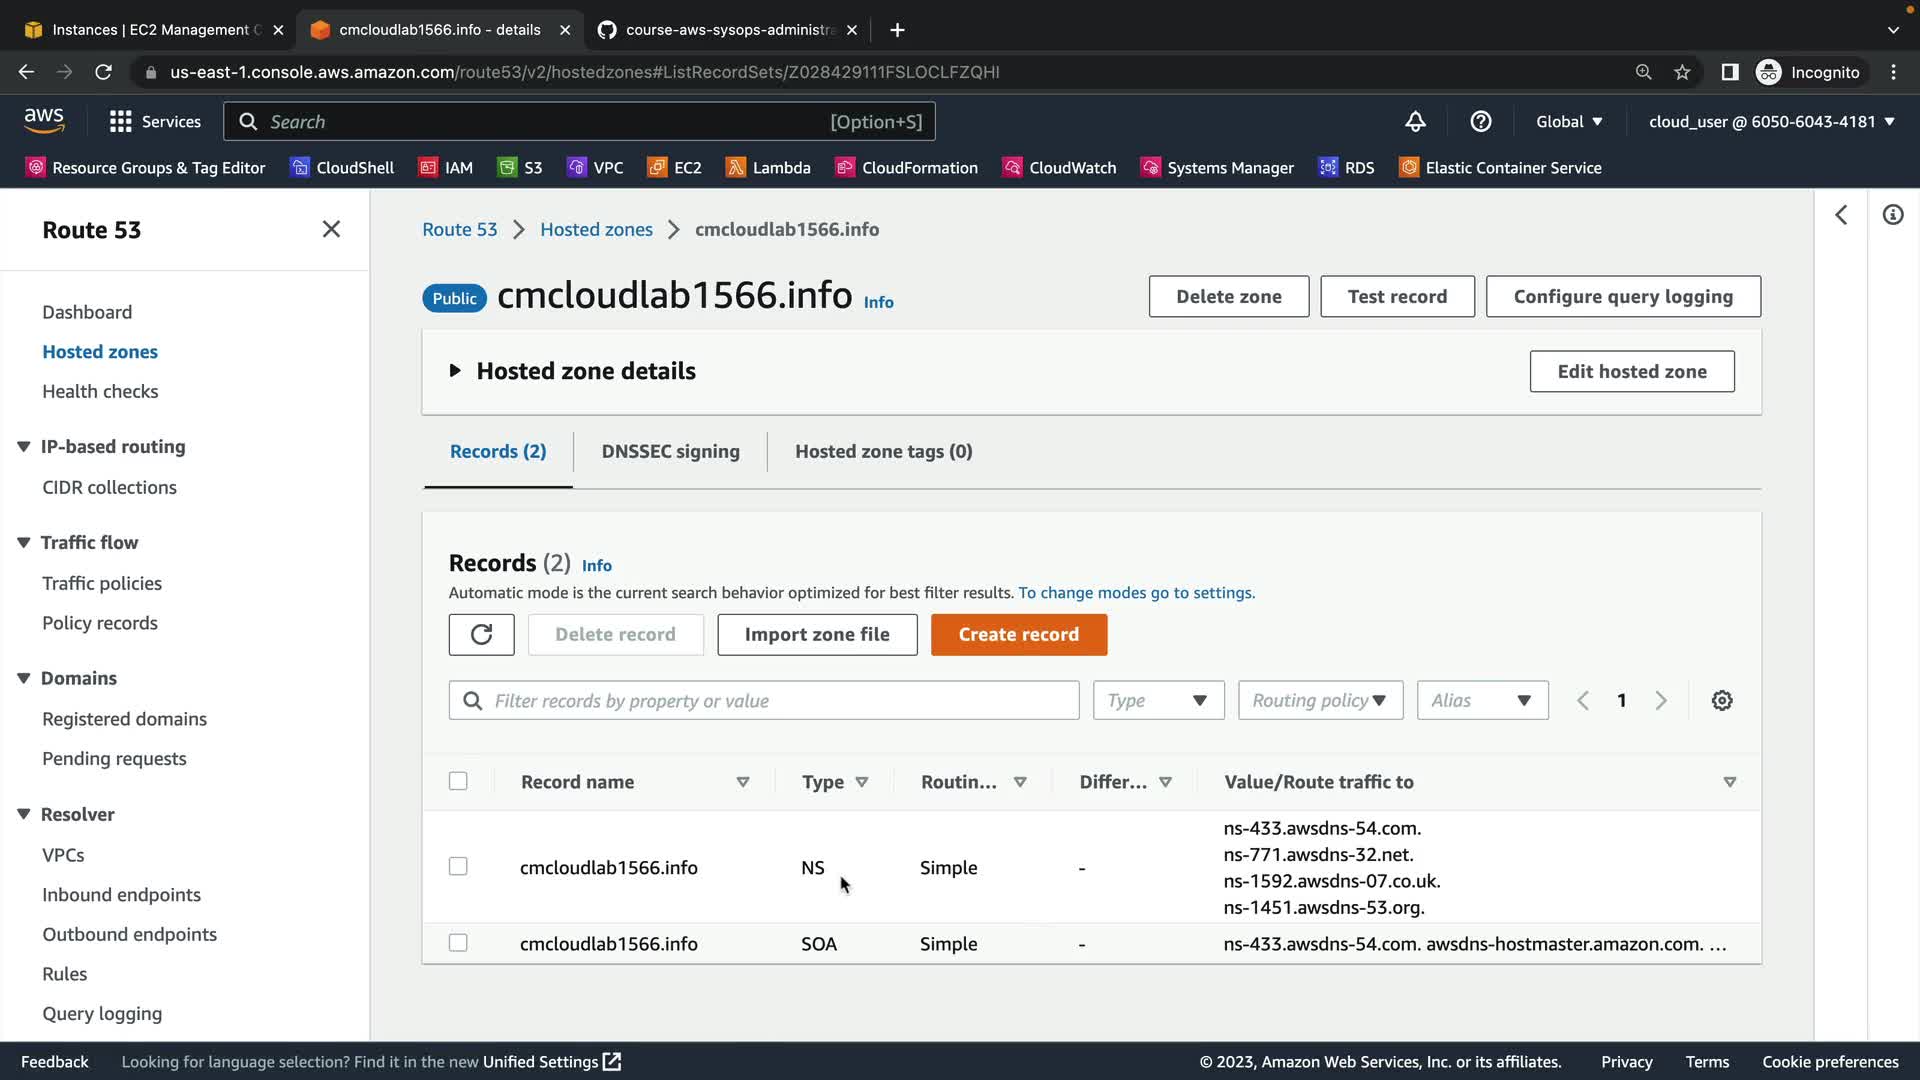 Instances | EC2 Management C
cmcloudlab1566.info - details
course-aws-sysops-administra
us-east-1.console.aws.amazon.com/route53/v2/hostedzones#ListRecordSets/Z028429111FSLOCLFZQHI
Incognito
aws
Services
Search
[Option+S]
Global
cloud_user @ 6050-6043-4181
Resource Groups & Tag Editor
CloudShell
IAM
S3
VPC
EC2
Lambda
CloudFormation
CloudWatch
Systems Manager
RDS
Elastic Container Service
Route 53
Dashboard
Hosted zones
Health checks
IP-based routing
CIDR collections
Traffic flow
Traffic policies
Policy records
Domains
Registered domains
Pending requests
Resolver
VPCs
Inbound endpoints
Outbound endpoints
Rules
Query logging
Route 53 > Hosted zones > cmcloudlab1566.info
Public cmcloudlab1566.info Info
Delete zone
Test record
Configure query logging
Hosted zone details
Edit hosted zone
Records (2)
DNSSEC signing
Hosted zone tags (0)
Records (2) Info
Automatic mode is the current search behavior optimized for best filter results. To change modes go to settings.
Delete record
Import zone file
Create record
Filter records by property or value
Type
Routing policy
Alias
1
Record name
Type
Routin...
Differ...
Value/Route traffic to
cmcloudlab1566.info
NS
Simple
-
ns-433.awsdns-54.com.
ns-771.awsdns-32.net.
ns-1592.awsdns-07.co.uk.
ns-1451.awsdns-53.org.
cmcloudlab1566.info
SOA
Simple
-
ns-433.awsdns-54.com. awsdns-hostmaster.amazon.com. ...
Feedback
Looking for language selection? Find it in the new Unified Settings
© 2023, Amazon Web Services, Inc. or its affiliates.
Privacy
Terms
Cookie preferences